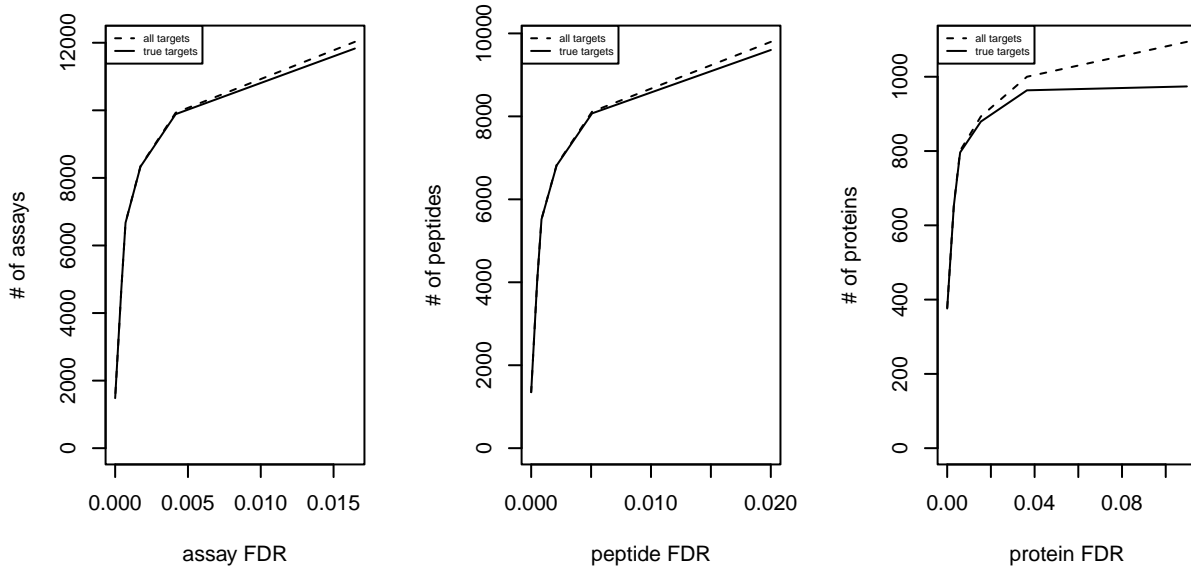 all targets
true targets
# of assays
0
2000
4000
6000
8000
10000
12000
0.000
0.005
0.010
0.015
assay FDR
all targets
true targets
# of peptides
0
2000
4000
6000
8000
10000
0.000
0.010
0.020
peptide FDR
all targets
true targets
# of proteins
0
200
400
600
800
1000
0.00
0.04
0.08
protein FDR